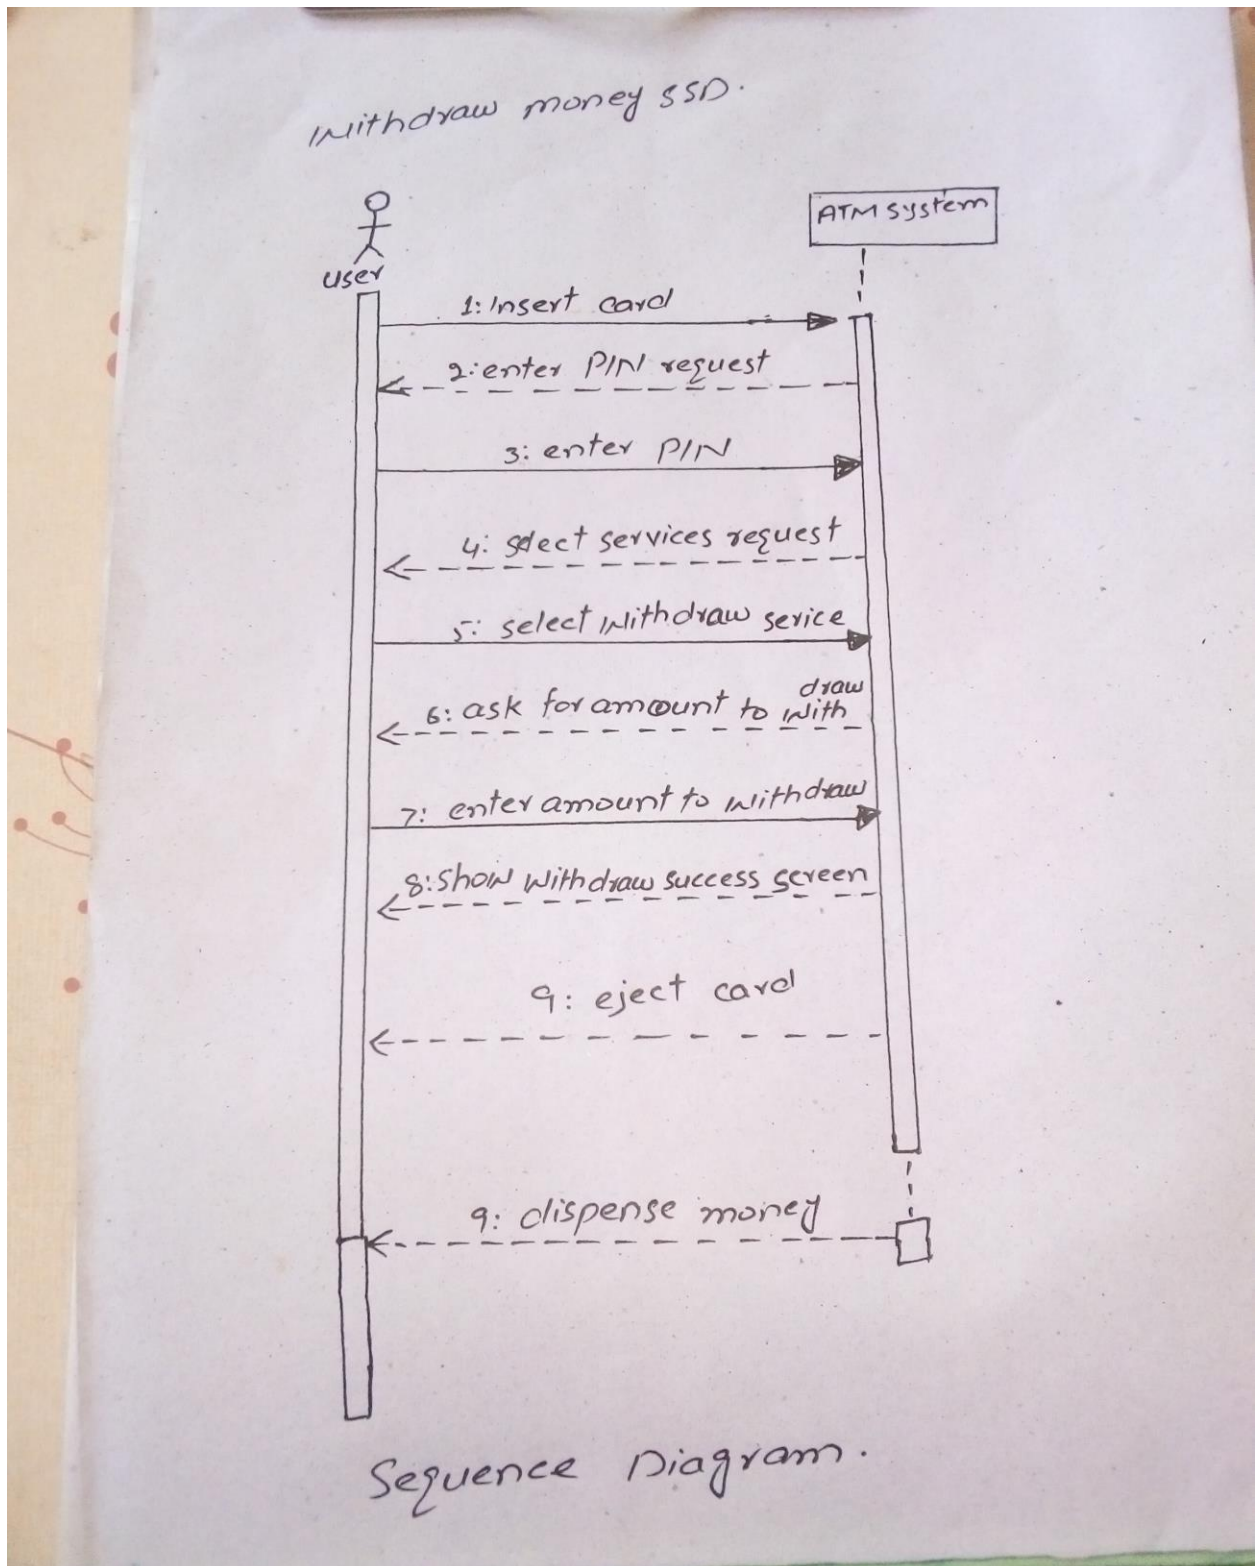 Withdraw money SSD.
user
ATM system
1: Insert card
2: enter PIN request
3: enter PIN
4: select services request
5: select withdraw serice
6: ask for amount to with
draw
7: enter amount to withdraw
8: show withdraw success screen
9: eject card
9: dispense money
Sequence Diagram.